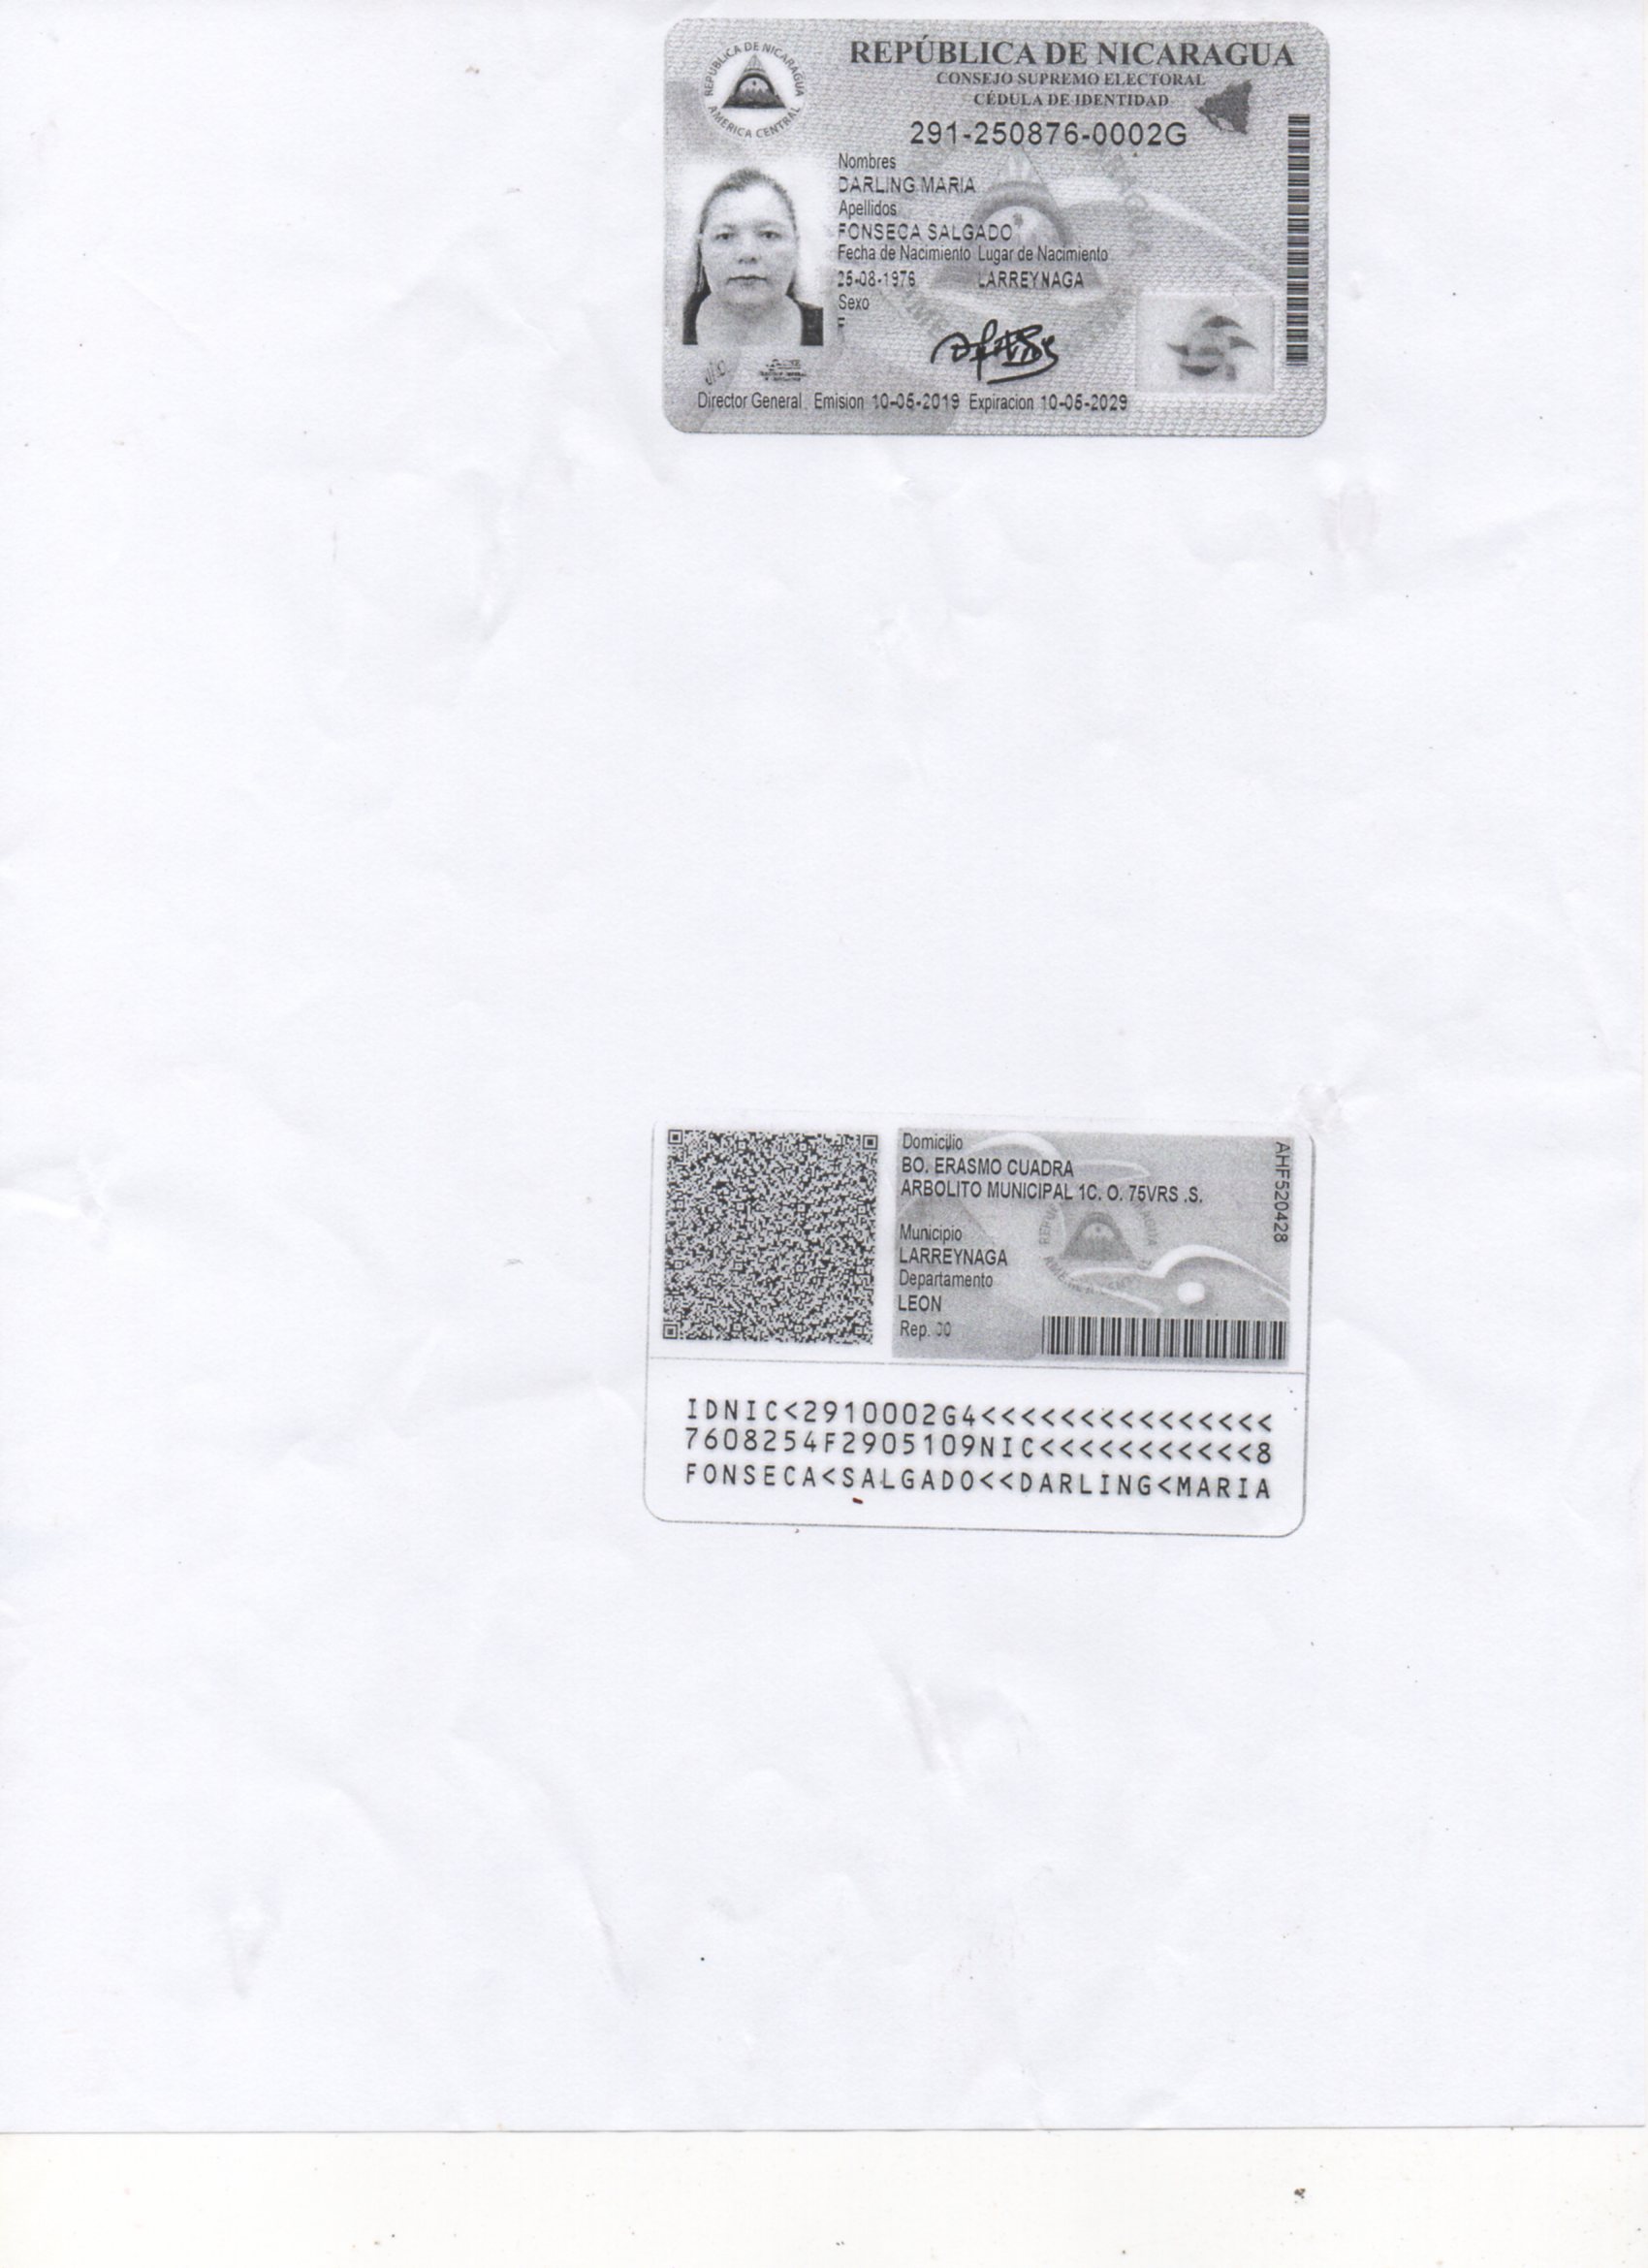 REPÚBLICA DE NICARAGUA
CONSEJO SUPREMO ELECTORAL
CÉDULA DE IDENTIDAD
REPÚBLICA DE NICARAGUA
AMERICA CENTRAL
291-250876-0002G
Nombres
DARLING MARIA
Apellidos
FONSECA SALGADO
Fecha de Nacimiento Lugar de Nacimiento
25-08-1976 LARREYNAGA
Sexo
F
Director General Emision 10-05-2019 Expiracion 10-05-2029
Domicilio
BO. ERASMO CUADRA
ARBOLITO MUNICIPAL 1C. O. 75VRS .S.
AHF520428
Municipio
LARREYNAGA
Departamento
LEON
Rep. 00
IDNIC<2910002G4<<<<<<<<<<<<<<<
7608254F2905109NIC<<<<<<<<<<<8
FONSECA<SALGADO<<DARLING<MARIA